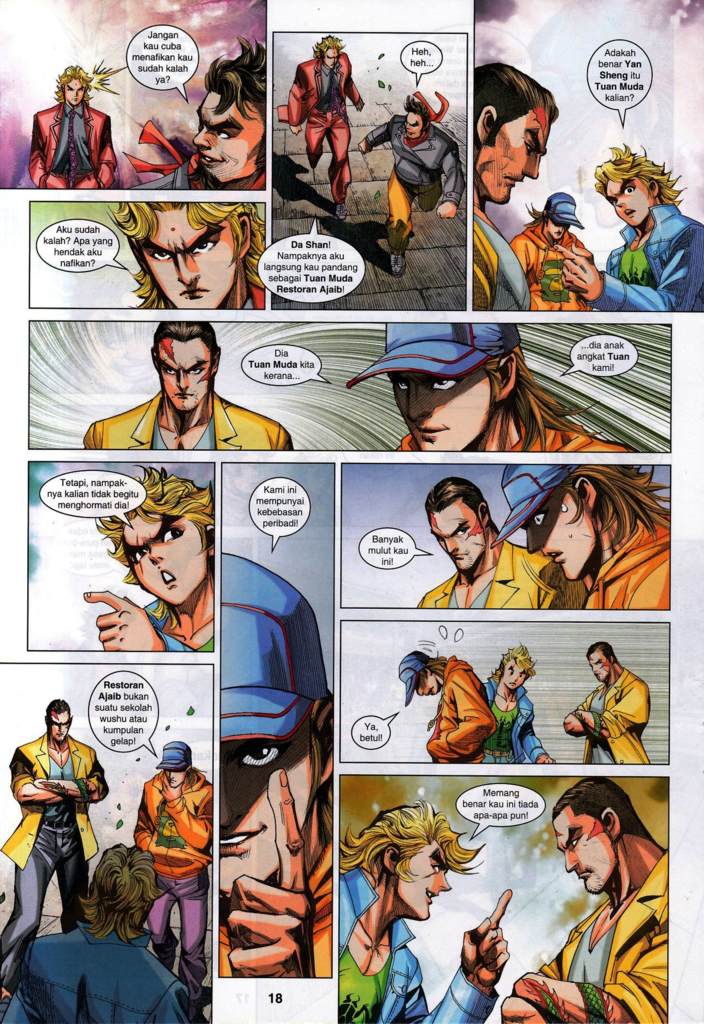 Jangan
kau cuba
menafikan kau
sudah kalah
ya?
Heh,
heh...
Adakah
benar Yan
Sheng itu
Tuan Muda
kalian?
Aku sudah
kalah? Apa yang
hendak aku
nafikan?
Da Shan!
Nampaknya aku
langsung kau pandang
sebagai Tuan Muda
Restoran Ajaib!
Dia
Tuan Muda kita
kerana...
...dia anak
angkat Tuan
kami!
Tetapi, nampak-
nya kalian tidak begitu
menghormati dia!
Kami ini
mempunyai
kebebasan
peribadi!
Banyak
mulut kau
ini!
Restoran
Ajaib bukan
suatu sekolah
wushu atau
kumpulan
gelap!
Ya,
betul!
Memang
benar kau ini tiada
apa-apa pun!
18